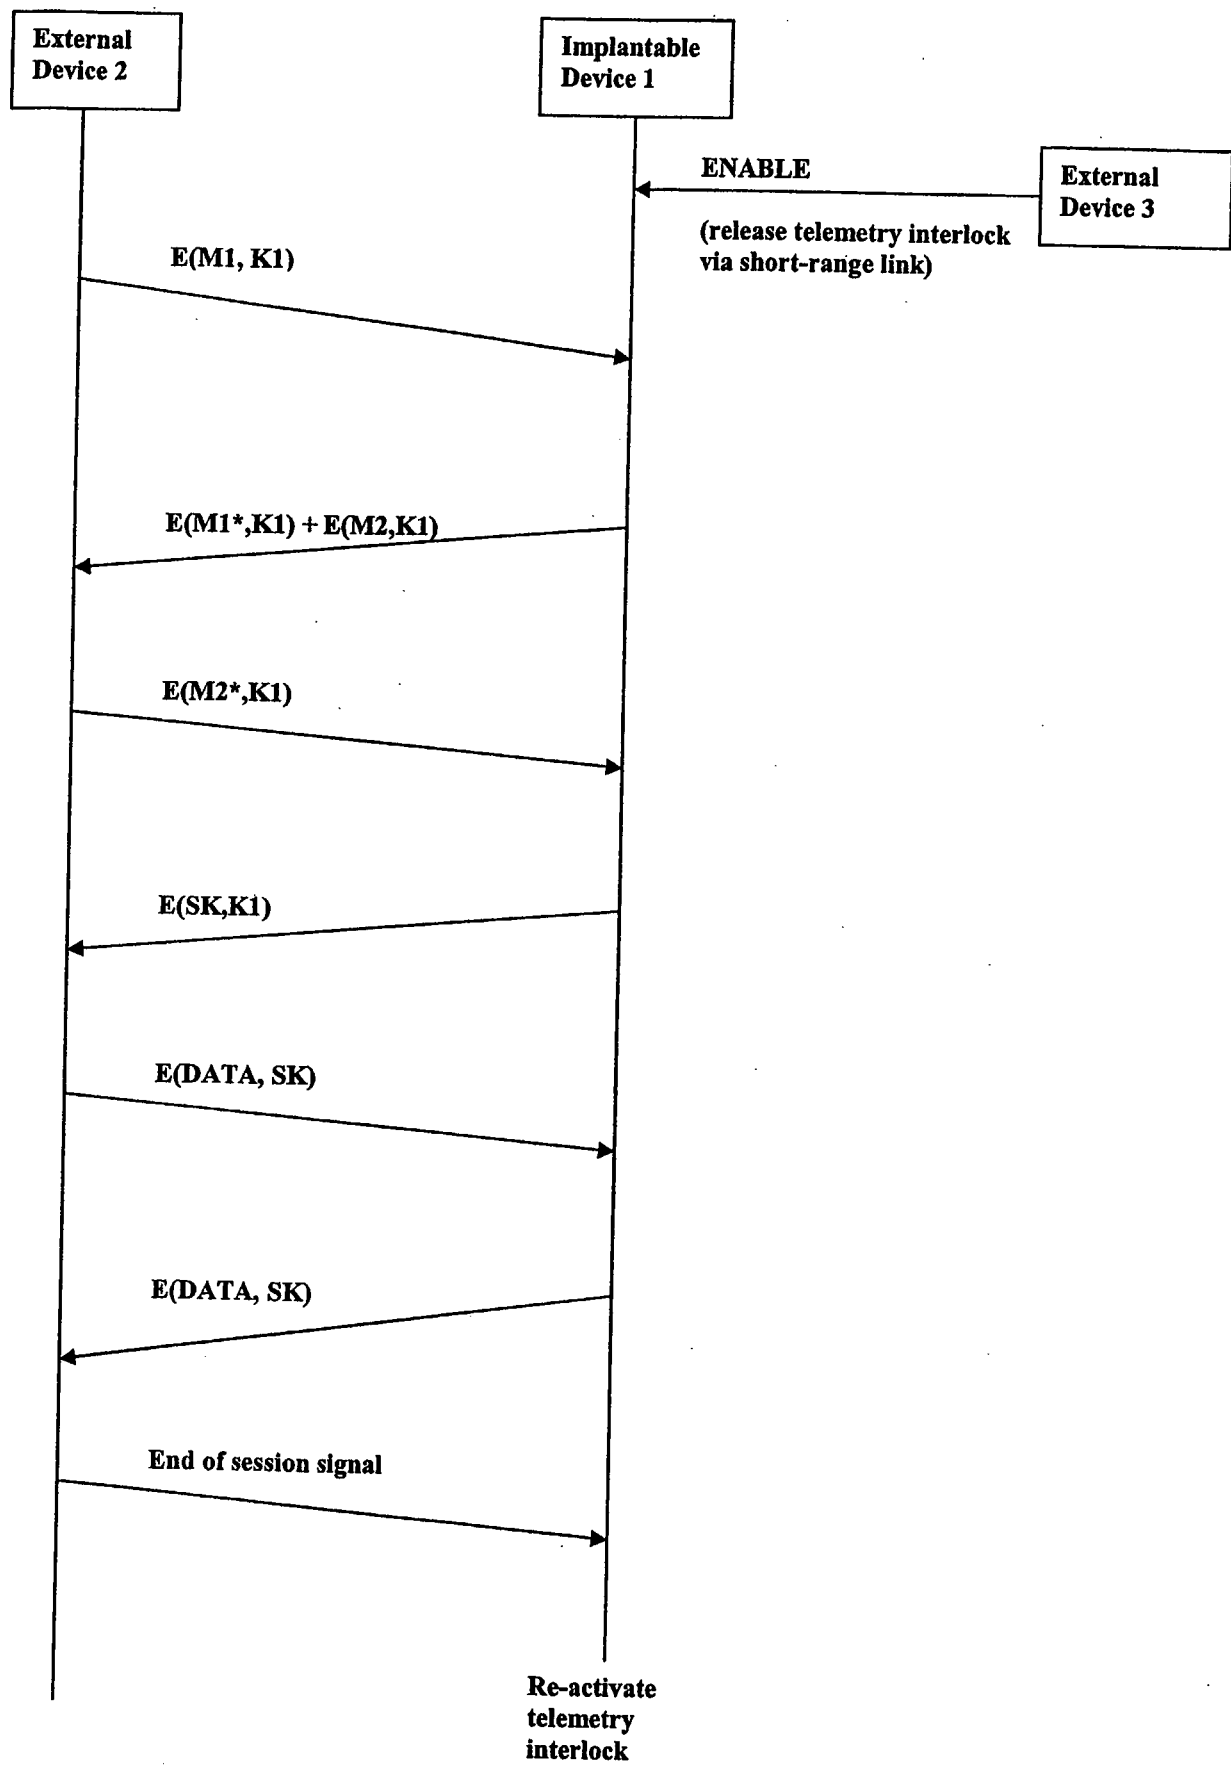 External
Device 2
Implantable
Device 1
ENABLE
External
Device 3
(release telemetry interlock
via short-range link)
E(M1, K1)
E(M1*,K1) + E(M2,K1)
E(M2*,K1)
E(SK,K1)
E(DATA, SK)
E(DATA, SK)
End of session signal
Re-activate
telemetry
interlock